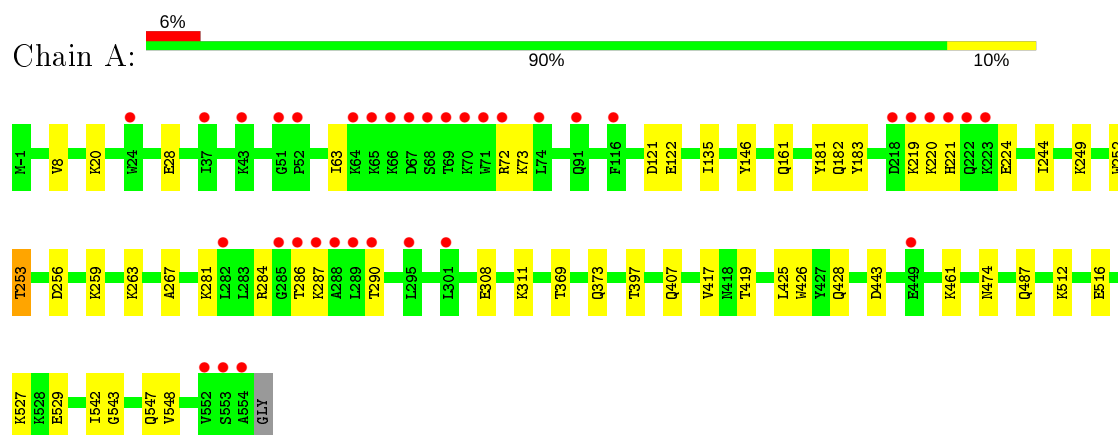 6%
Chain A:
90% 10%
M-1 V8 K20 W24 E28 I37 K43 G51 P52 I63 K64 K65 K66 D67 S68 T69 K70 W71 R72 K73 L74 Q91 F116 D121 E122 I135 Y146 Q161 Y181 Q182 Y183 D218 K219 K220 H221 Q222 K223 E224 I244 K249 W252
T253 D256 K259 K263 A267 K281 L282 L283 R284 G285 T286 K287 A288 L289 T290 L295 L301 E308 K311 T369 Q373 T397 Q407 V417 N418 T419 L425 W426 Y427 Q428 D443 E449 K461 N474 Q487 K512 E516
K527 K528 E529 I542 G543 Q547 V548 V552 S553 A554 GLY